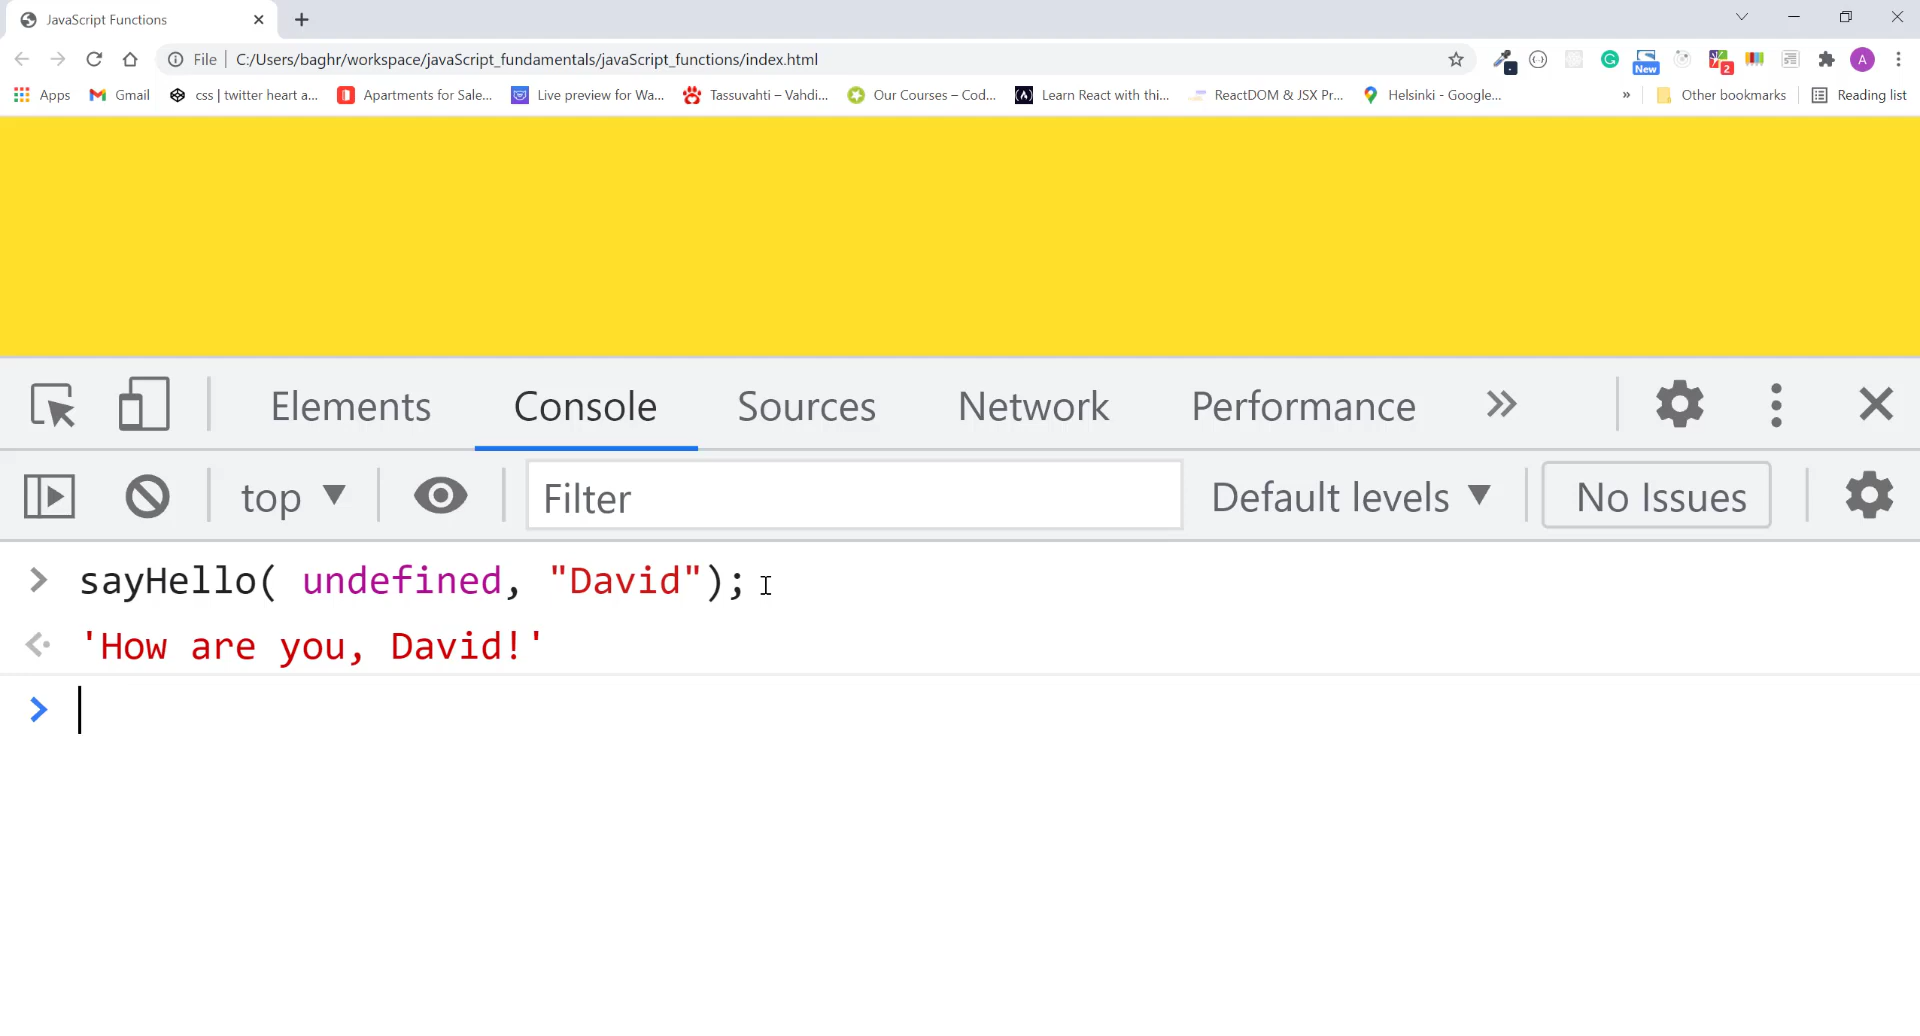 JavaScript Functions
File | C:/Users/baghr/workspace/javaScript_fundamentals/javaScript_functions/index.html
New
2
A
Apps
Gmail
css | twitter heart a...
Apartments for Sale...
Live preview for Wa...
Tassuvahti – Vahdi...
Our Courses – Cod...
Learn React with thi...
ReactDOM & JSX Pr...
Helsinki - Google...
»
Other bookmarks
Reading list
Elements
Console
Sources
Network
Performance
top
Filter
Default levels
No Issues
> sayHello( undefined, "David");
'How are you, David!'
>